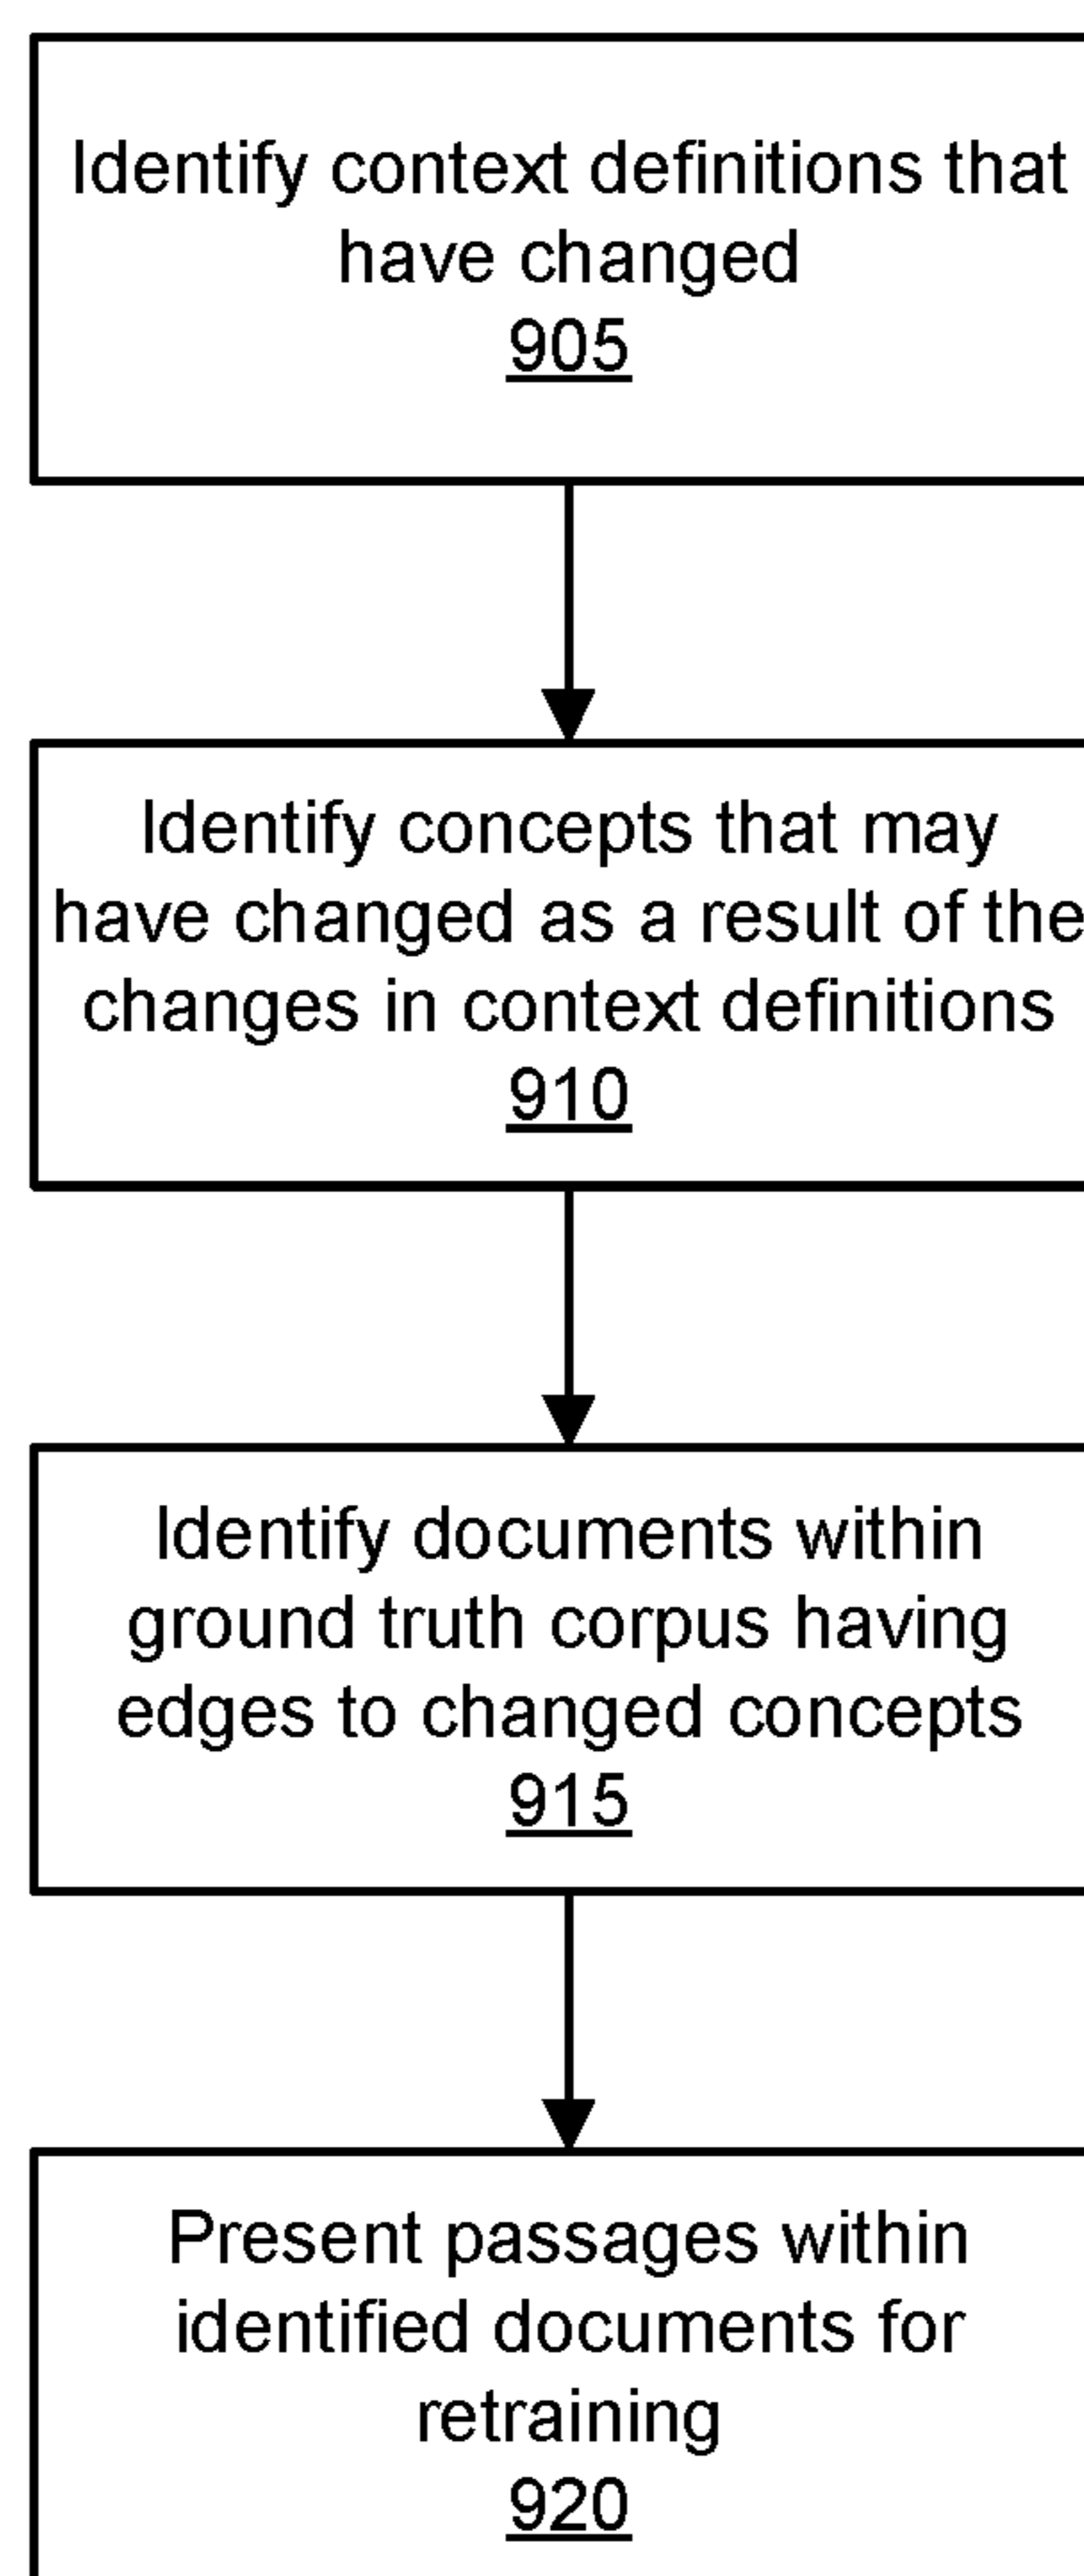 Identify context definitions that
have changed
905
Identify concepts that may
have changed as a result of the
changes in context definitions
910
Identify documents within
ground truth corpus having
edges to changed concepts
915
Present passages within
identified documents for
retraining
920